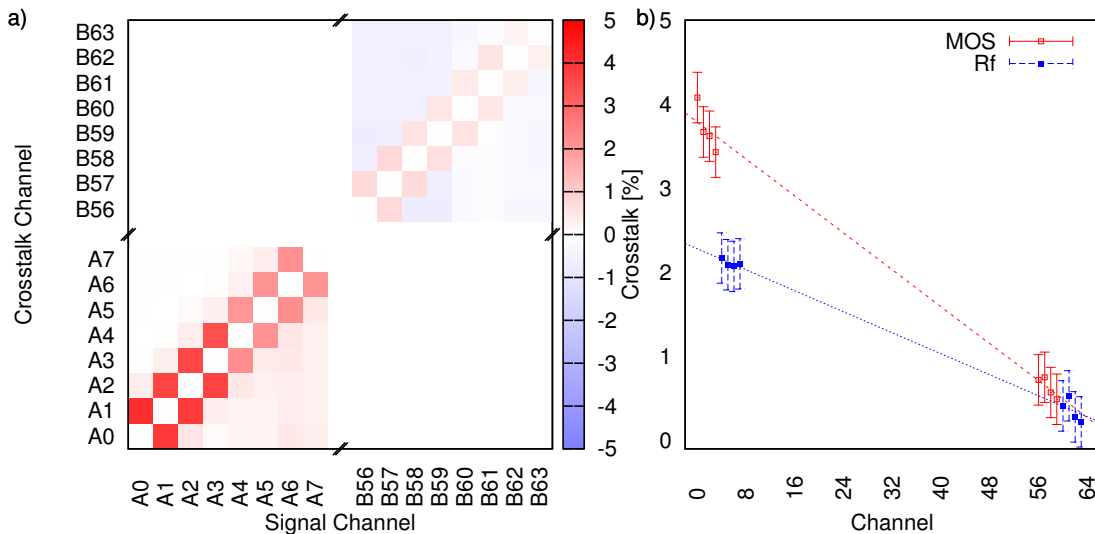 a)
Crosstalk Channel
B63
B62
B61
B60
B59
B58
B57
B56
A7
A6
A5
A4
A3
A2
A1
A0
A0
A1
A2
A3
A4
A5
A6
A7
B56
B57
B58
B59
B60
B61
B62
B63
Signal Channel
5
4
3
2
1
0
-1
-2
-3
-4
-5
Crosstalk [%]
b)
5
4
3
2
1
0
MOS
Rf
0
8
16
24
32
40
48
56
64
Channel